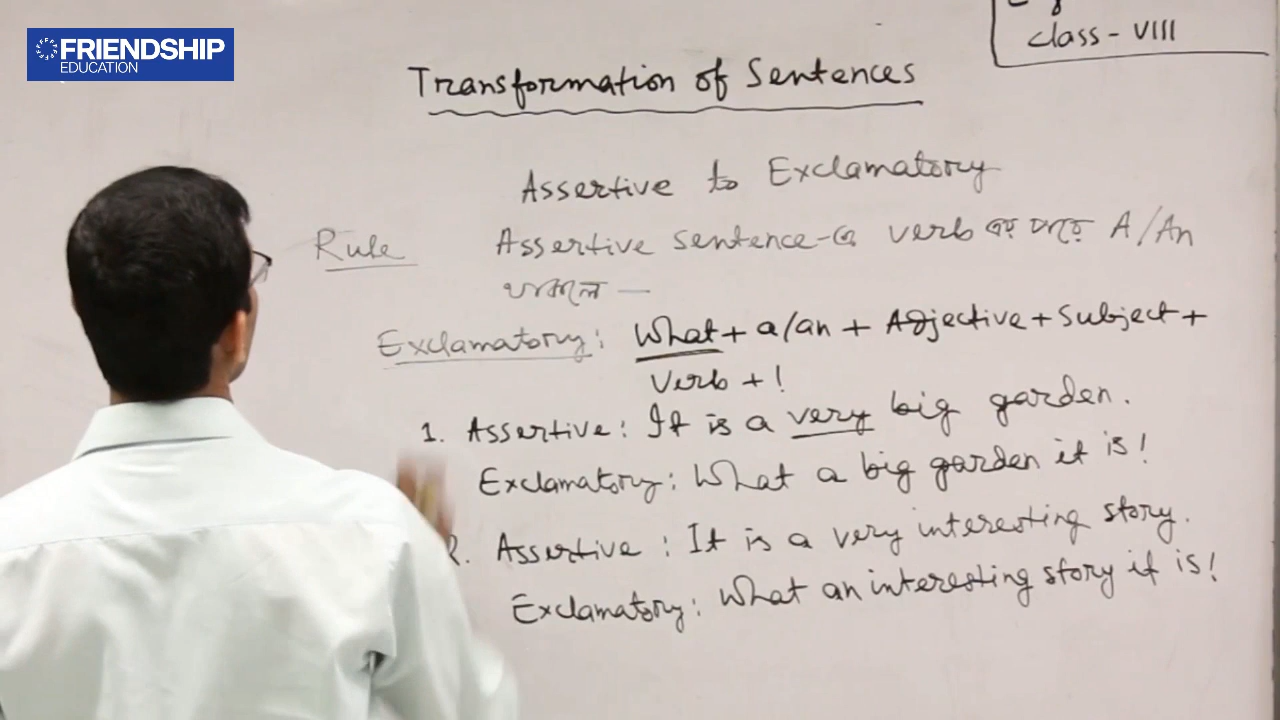 FRIENDSHIP
EDUCATION
class - VIII
Transformation of Sentences
Assertive to Exclamatory
Rule Assertive sentence-এ verb এর পরে A/An
থাকলে —
Exclamatory: What + a/an + Adjective + Subject +
Verb + !
1. Assertive: It is a very big garden.
Exclamatory: What a big garden it is!
2. Assertive: It is a very interesting story.
Exclamatory: What an interesting story it is!